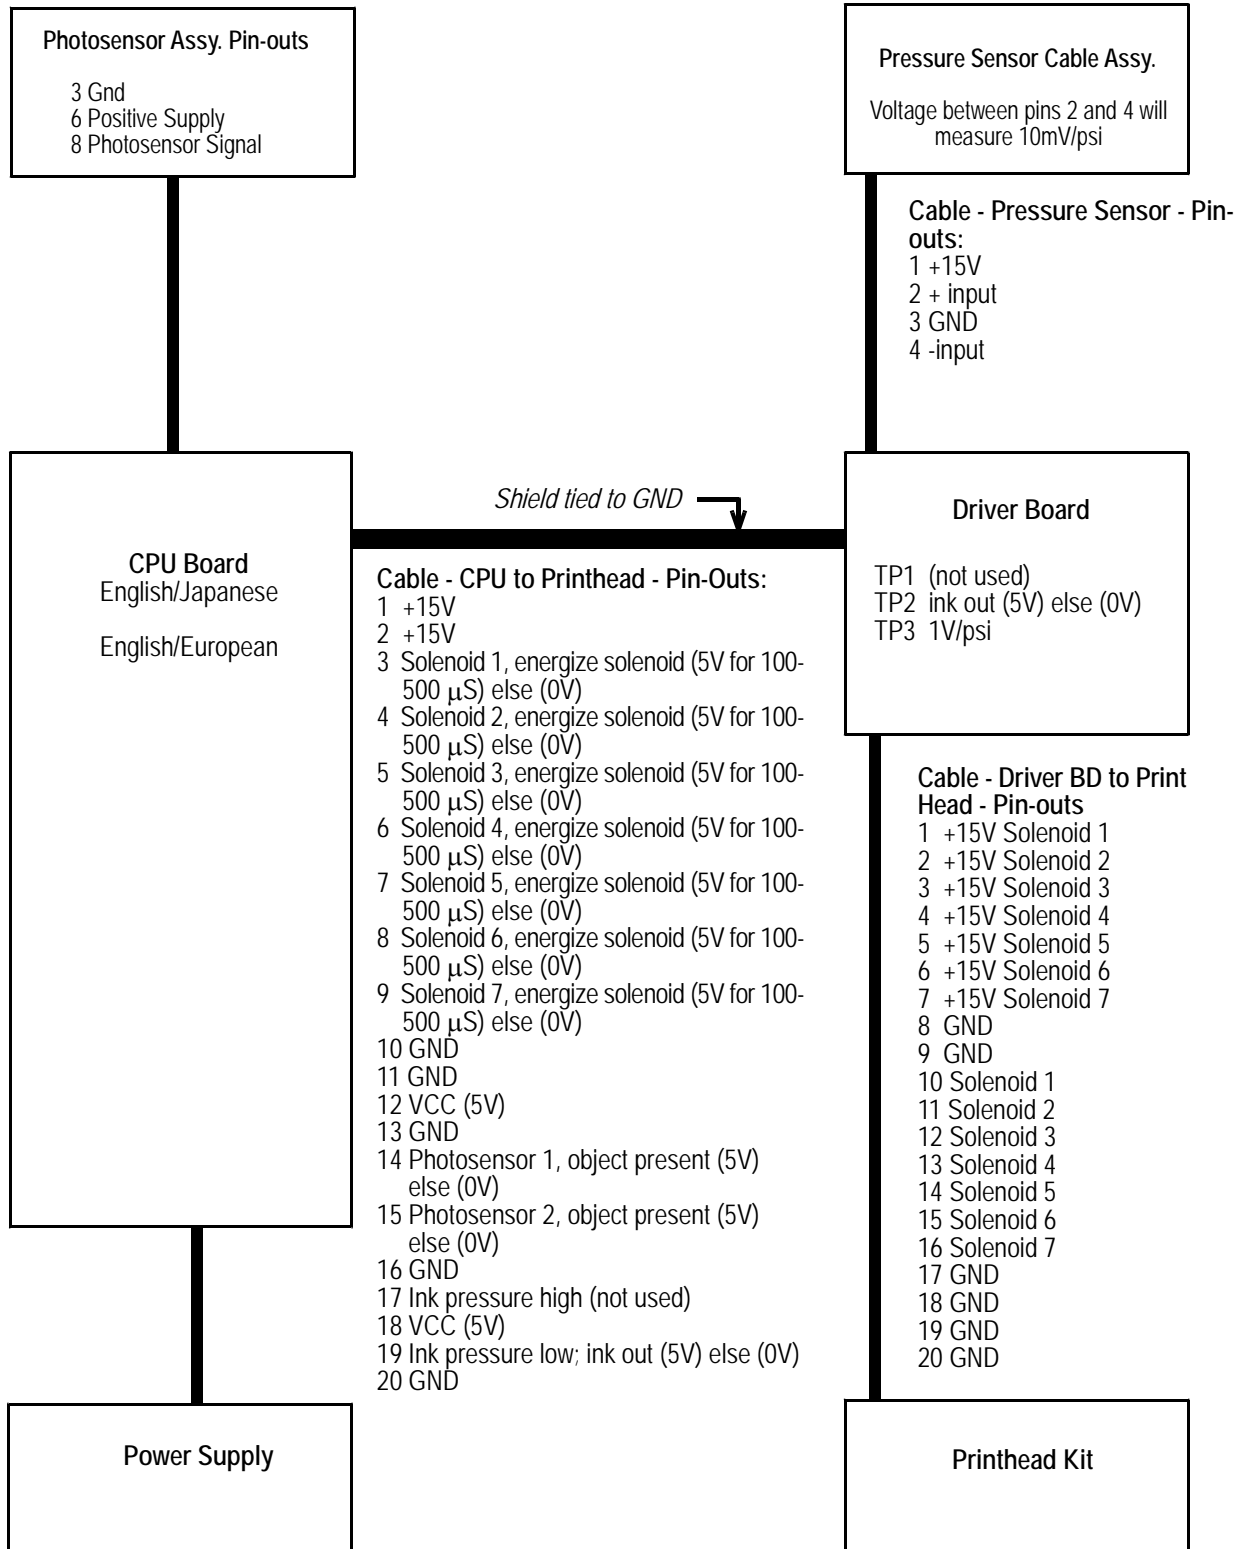 Photosensor Assy. Pin-outs
3 Gnd
6 Positive Supply
8 Photosensor Signal
Pressure Sensor Cable Assy.
Voltage between pins 2 and 4 will
measure 10mV/psi
Cable - Pressure Sensor - Pin-
outs:
1 +15V
2 + input
3 GND
4 -input
CPU Board
English/Japanese
English/European
Shield tied to GND
Cable - CPU to Printhead - Pin-Outs:
1 +15V
2 +15V
3 Solenoid 1, energize solenoid (5V for 100-
500 μS) else (0V)
4 Solenoid 2, energize solenoid (5V for 100-
500 μS) else (0V)
5 Solenoid 3, energize solenoid (5V for 100-
500 μS) else (0V)
6 Solenoid 4, energize solenoid (5V for 100-
500 μS) else (0V)
7 Solenoid 5, energize solenoid (5V for 100-
500 μS) else (0V)
8 Solenoid 6, energize solenoid (5V for 100-
500 μS) else (0V)
9 Solenoid 7, energize solenoid (5V for 100-
500 μS) else (0V)
10 GND
11 GND
12 VCC (5V)
13 GND
14 Photosensor 1, object present (5V)
else (0V)
15 Photosensor 2, object present (5V)
else (0V)
16 GND
17 Ink pressure high (not used)
18 VCC (5V)
19 Ink pressure low; ink out (5V) else (0V)
20 GND
Driver Board
TP1 (not used)
TP2 ink out (5V) else (0V)
TP3 1V/psi
Cable - Driver BD to Print
Head - Pin-outs
1 +15V Solenoid 1
2 +15V Solenoid 2
3 +15V Solenoid 3
4 +15V Solenoid 4
5 +15V Solenoid 5
6 +15V Solenoid 6
7 +15V Solenoid 7
8 GND
9 GND
10 Solenoid 1
11 Solenoid 2
12 Solenoid 3
13 Solenoid 4
14 Solenoid 5
15 Solenoid 6
16 Solenoid 7
17 GND
18 GND
19 GND
20 GND
Power Supply
Printhead Kit